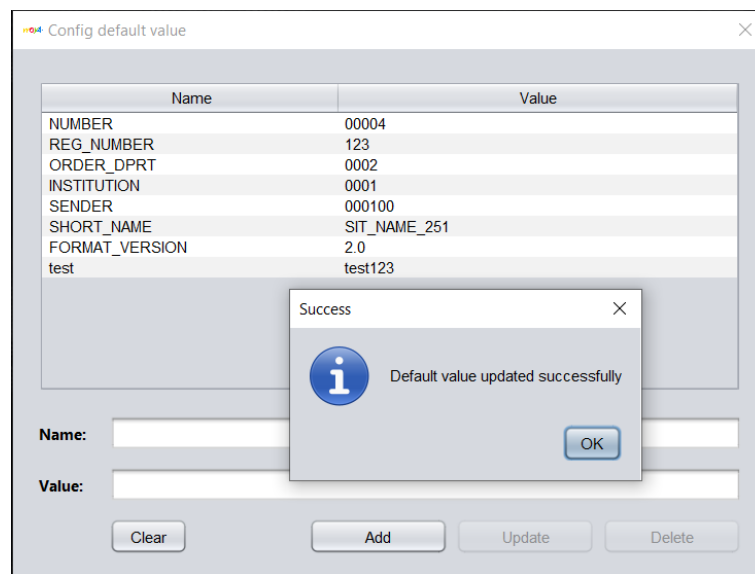 Config default value
Name Value
NUMBER 00004
REG_NUMBER 123
ORDER_DPRT 0002
INSTITUTION 0001
SENDER 000100
SHORT_NAME SIT_NAME_251
FORMAT_VERSION 2.0
test test123
Success
Default value updated successfully
OK
Name:
Value:
Clear Add Update Delete